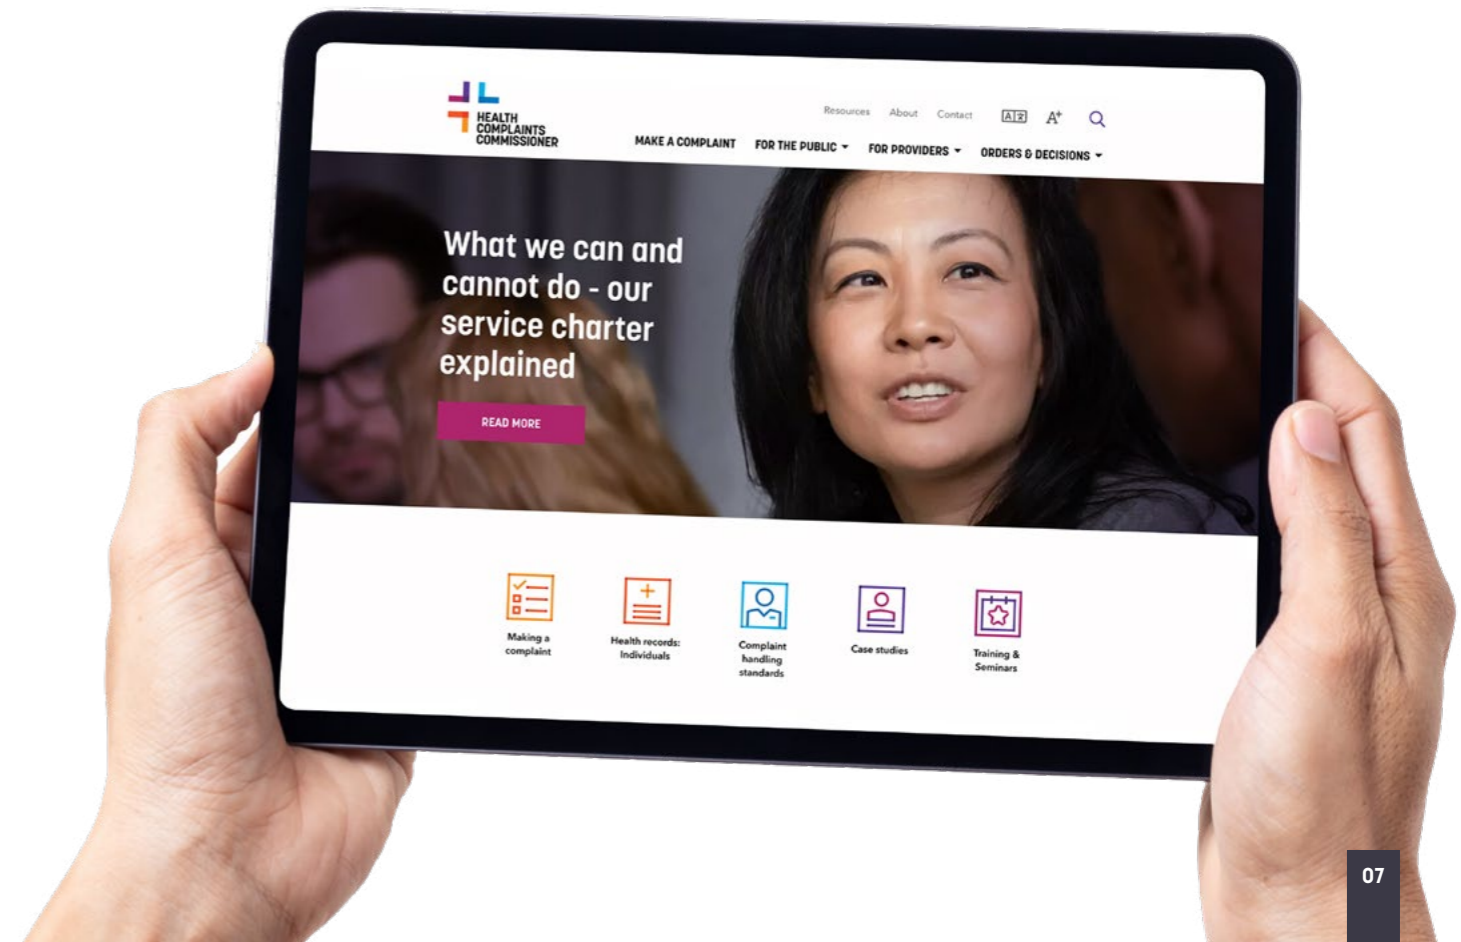 HEALTH
COMPLAINTS
COMMISSIONER
Resources About Contact A文 A+
MAKE A COMPLAINT FOR THE PUBLIC FOR PROVIDERS ORDERS & DECISIONS
What we can and
cannot do - our
service charter
explained
READ MORE
Making a
complaint
Health records:
Individuals
Complaint
handling
standards
Case studies
Training &
Seminars
07